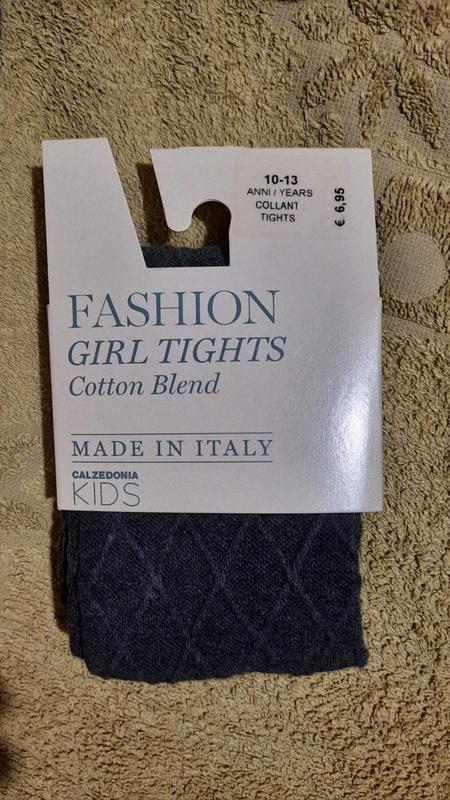 10-13
ANNI / YEARS
COLLANT
TIGHTS
€ 6,95
FASHION
GIRL TIGHTS
Cotton Blend
MADE IN ITALY
CALZEDONIA
KIDS